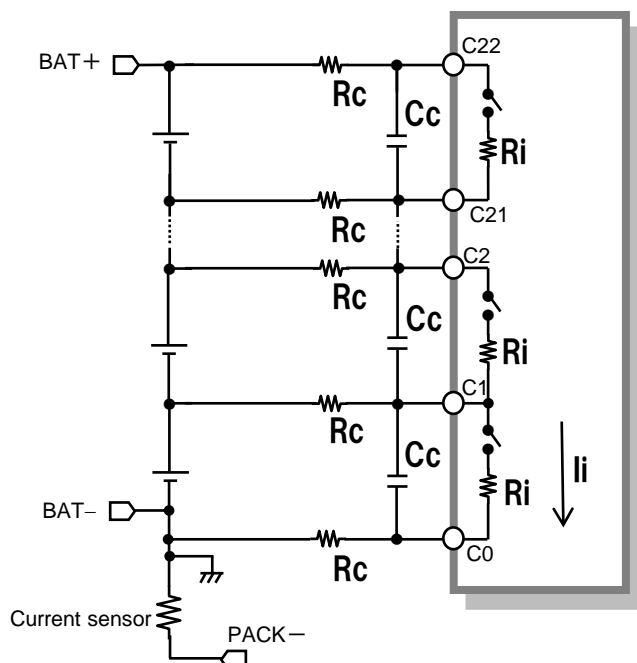 C22
BAT+
Rc
Cc
Ri
C21
Rc
C2
Rc
Cc
Ri
C1
Rc
Cc
Ii
Ri
BAT−
C0
Rc
Current sensor
PACK−